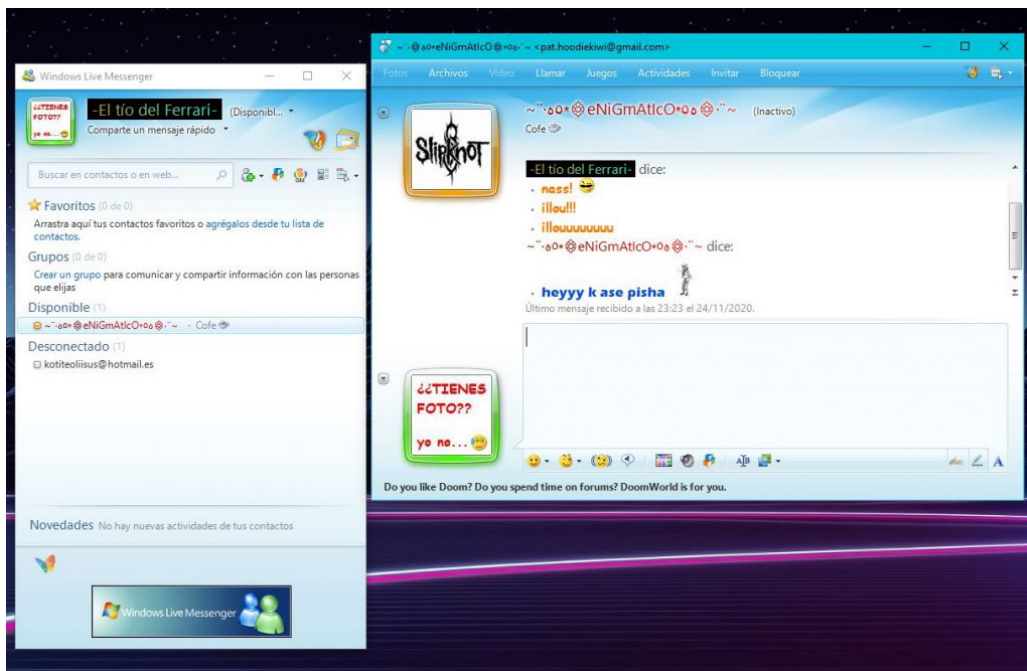 Windows Live Messenger
¿¿TIENES
FOTO??
yo no...
-El tío del Ferrari- (Disponibl...
Comparte un mensaje rápido
Buscar en contactos o en web...
Favoritos (0 de 0)
Arrastra aquí tus contactos favoritos o agrégalos desde tu lista de
contactos.
Grupos (0 de 0)
Crear un grupo para comunicar y compartir información con las personas
que elijas
Disponible (1)
eNiGmAtIcO - Cofe
Desconectado (1)
kotiteoliisus@hotmail.es
Novedades No hay nuevas actividades de tus contactos
Windows Live Messenger
eNiGmAtIcO <pat.hoodiekiwi@gmail.com>
Fotos Archivos Vídeo Llamar Juegos Actividades Invitar Bloquear
SlipKnoT
eNiGmAtIcO (Inactivo)
Cofe
-El tío del Ferrari- dice:
nass!
illou!!!
illouuuuuuu
eNiGmAtIcO dice:
heyyy k ase pisha
Último mensaje recibido a las 23:23 el 24/11/2020.
¿¿TIENES
FOTO??
yo no...
Do you like Doom? Do you spend time on forums? DoomWorld is for you.